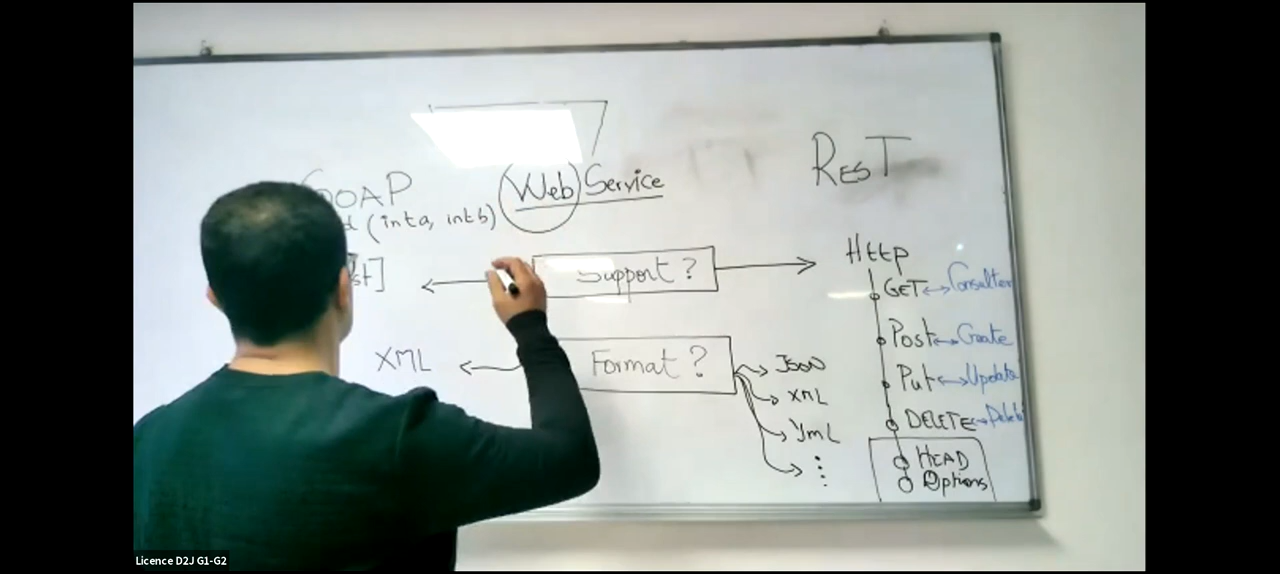 SOAP
Web Service
REST
(int a, int b)
Support ?
Http
GET ↔ Consulter
Post ↔ Create
Put ↔ Update
DELETE ↔ Delete
HEAD
Options
XML
Format ?
JSON
XML
YmL
Licence D2J G1-G2